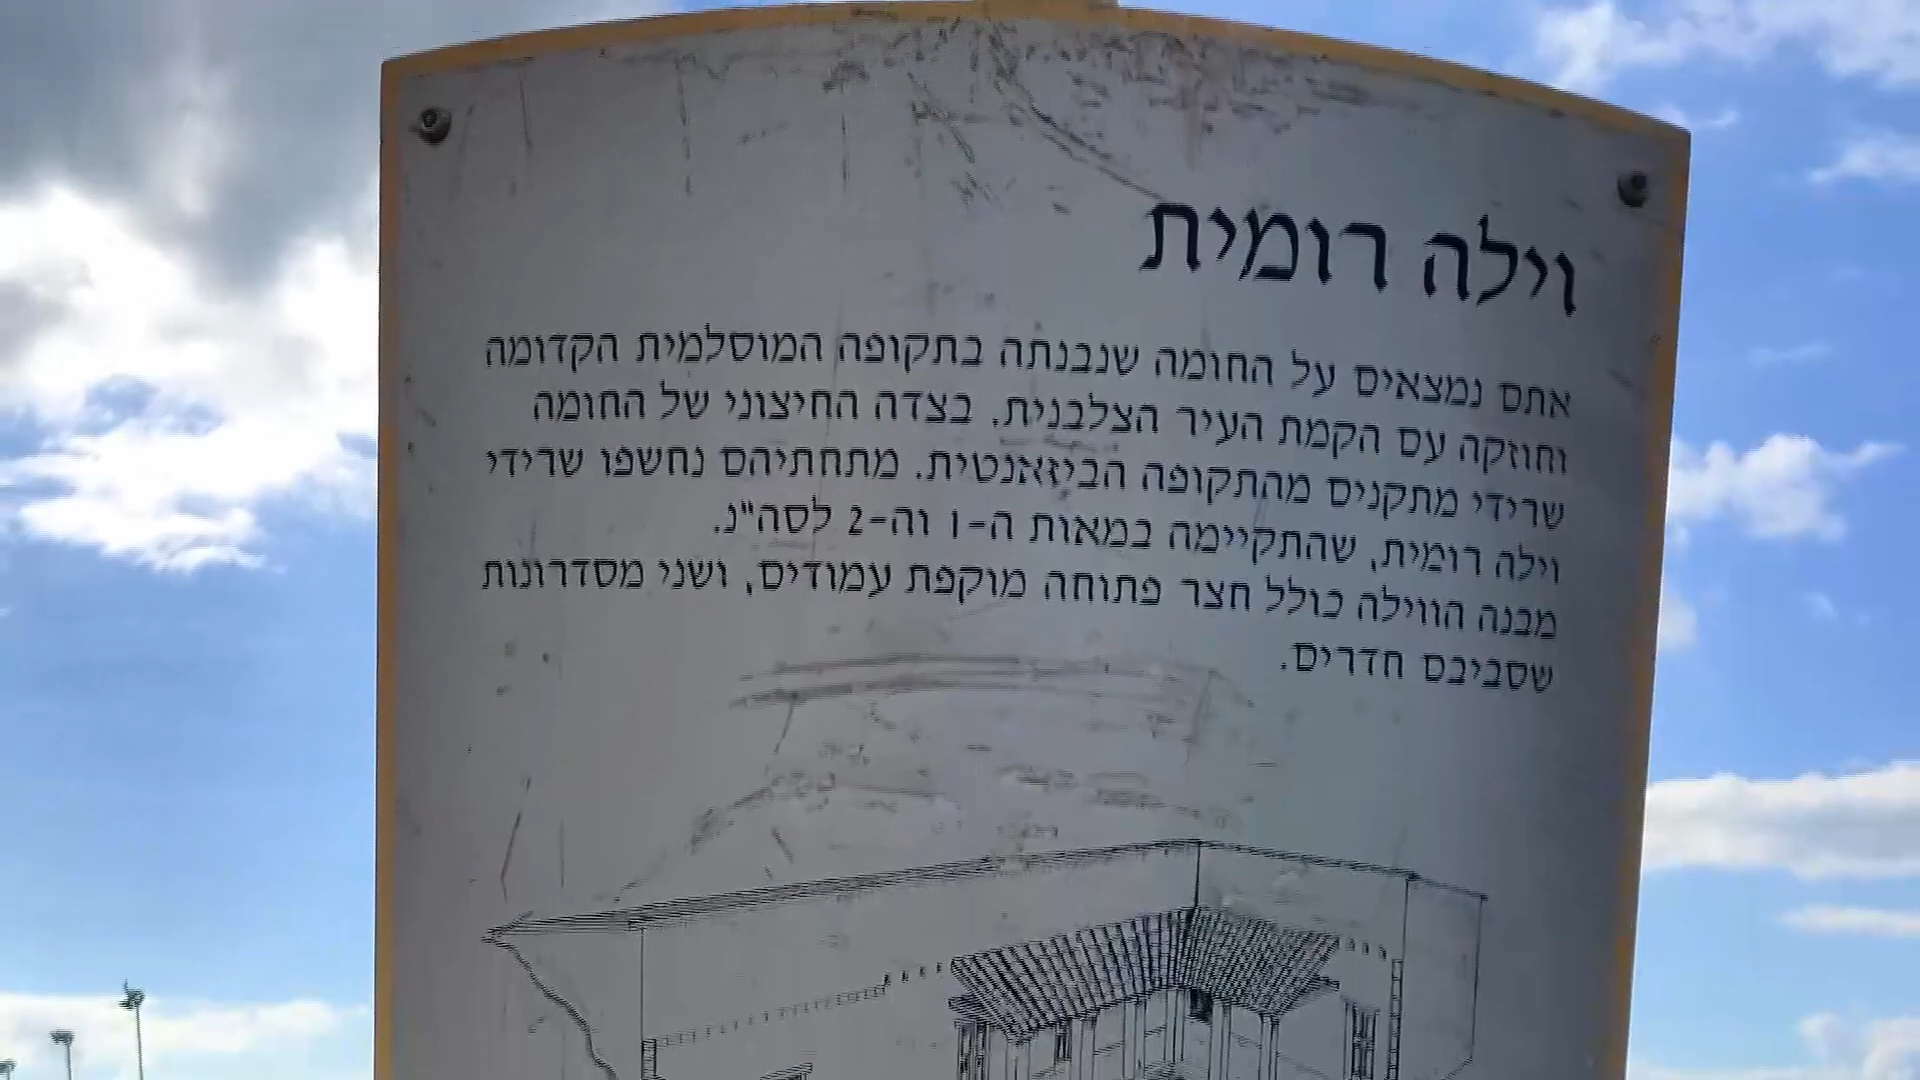 וילה רומית
אתם נמצאים על החומה שנבנתה בתקופה המוסלמית הקדומה
וחוזקה עם הקמת העיר הצלבנית. בצדה החיצוני של החומה
שרידי מתקנים מהתקופה הביזאנטית. מתחתיהם נחשפו שרידי
וילה רומית, שהתקיימה במאות ה-1 וה-2 לסה"נ.
מבנה הווילה כולל חצר פתוחה מוקפת עמודים, ושני מסדרונות
שסביבם חדרים.